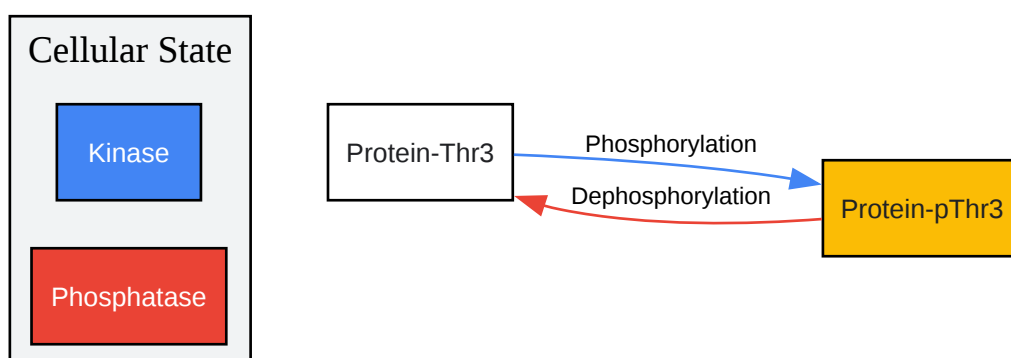 Cellular State
Kinase
Phosphatase
Protein-Thr3
Phosphorylation
Dephosphorylation
Protein-pThr3